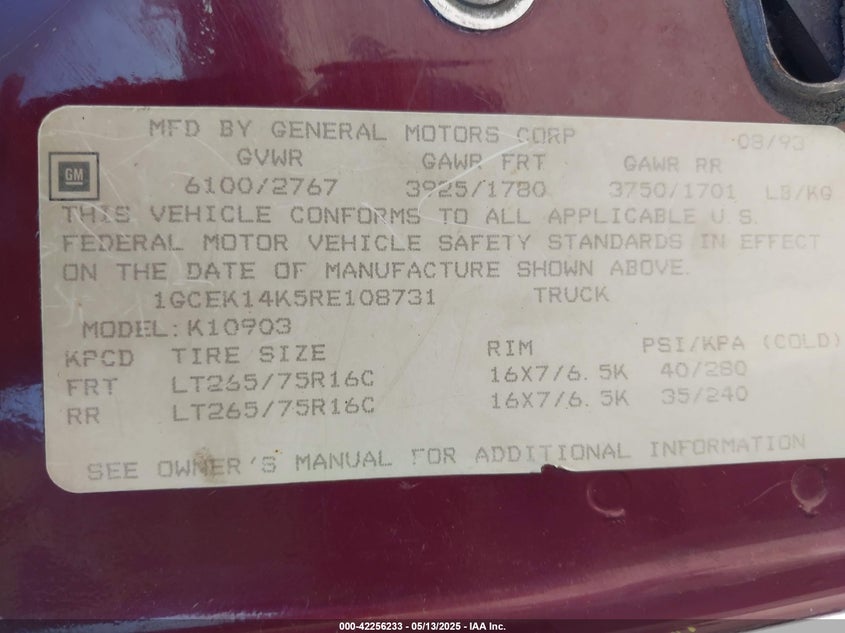 MFD BY GENERAL MOTORS CORP 08/93
GM
GVWR GAWR FRT GAWR RR
6100/2767 3925/1780 3750/1701 LB/KG
THIS VEHICLE CONFORMS TO ALL APPLICABLE U.S.
FEDERAL MOTOR VEHICLE SAFETY STANDARDS IN EFFECT
ON THE DATE OF MANUFACTURE SHOWN ABOVE.
1GCEK14K5RE108731 TRUCK
MODEL:K10903
KPCD TIRE SIZE RIM PSI/KPA (COLD)
FRT LT265/75R16C 16X7/6.5K 40/280
RR LT265/75R16C 16X7/6.5K 35/240
SEE OWNER'S MANUAL FOR ADDITIONAL INFORMATION
000-42256233 — 05/13/2025 — IAA Inc.